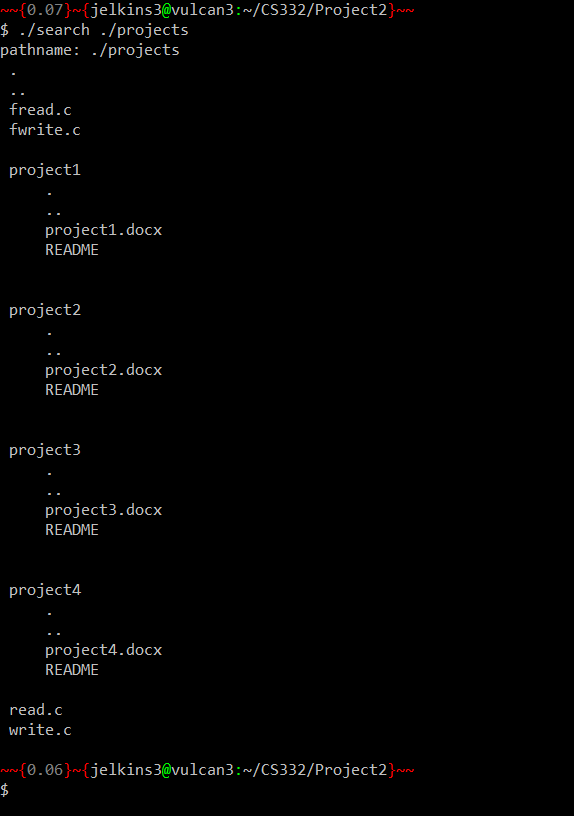 ~~{0.07}~{jelkins3@vulcan3:~/CS332/Project2}~~
$ ./search ./projects
pathname: ./projects
.
..
fread.c
fwrite.c
project1
.
..
project1.docx
README
project2
.
..
project2.docx
README
project3
.
..
project3.docx
README
project4
.
..
project4.docx
README
read.c
write.c
~~{0.06}~{jelkins3@vulcan3:~/CS332/Project2}~~
$